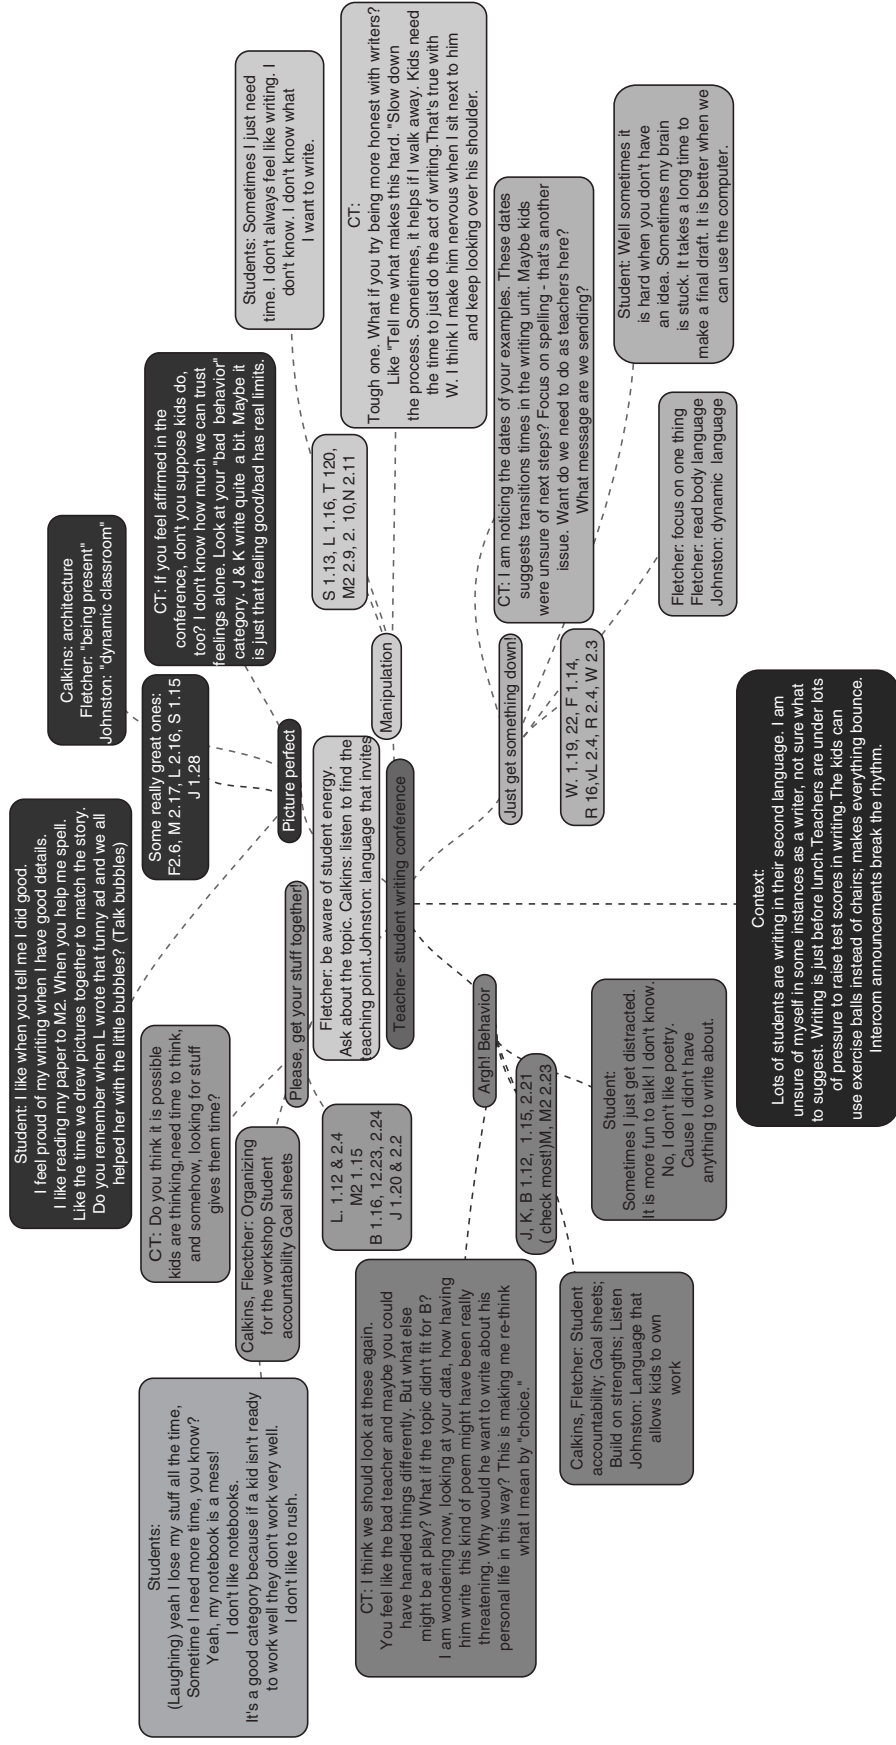 Student: I like when you tell me I did good.
I feel proud of my writing when I have good details.
I like reading my paper to M2. When you help me spell.
Like the time we drew pictures together to match the story.
Do you remember when L wrote that funny ad and we all
helped her with the little bubbles? (Talk bubbles)
Calkins: architecture
Fletcher: "being present"
Johnston: "dynamic classroom"
Students:
(Laughing) yeah I lose my stuff all the time,
Sometime I need more time, you know?
Yeah, my notebook is a mess!
I don't like notebooks.
It's a good category because if a kid isn't ready
to work well they don't work very well.
I don't like to rush.
CT: Do you think it is possible
kids are thinking,need time to think,
and somehow, looking for stuff
gives them time?
Some really great ones::
F2.6, M 2.17, L 2.16, S 1.15
J 1.28
CT: If you feel affirmed in the
conference, don't you suppose kids do,
too? I don't know how much we can trust
feelings alone. Look at your "bad behavior"
category. J & K write quite a bit. Maybe it
is just that feeling good/bad has real limits.
Calkins, Flectcher: Organizing
for the workshop Student
accountability Goal sheets
Please, get your stuff together!
Picture perfect
Students: Sometimes I just need
time. I don't always feel like writing. I
don't know. I don't know what
I want to write.
L. 1.12 & 2.4
M2 1.15
B 1.16, 12.23, 2.24
J 1.20 & 2.2
Fletcher: be aware of student energy.
Ask about the topic. Calkins: listen to find the
teaching point.Johnston: language that invites
S 1.13, L 1.16, T 120,
M2 2.9, 2. 10,N 2.11
Manipulation
CT:
Tough one. What if you try being more honest with writers?
Like "Tell me what makes this hard. "Slow down
the process. Sometimes, it helps if I walk away. Kids need
the time to just do the act of writing.That's true with
W. I think I make him nervous when I sit next to him
and keep looking over his shoulder.
Teacher- student writing conference
CT: I think we should look at these again.
You feel like the bad teacher and maybe you could
have handled things differently. But what else
might be at play? What if the topic didn't fit for B?
I am wondering now, looking at your data, how having
him write this kind of poem might have been really
threatening. Why would he want to write about his
personal life in this way? This is making me re-think
what I mean by "choice."
Argh! Behavior
Just get something down!
CT: I am noticing the dates of your examples. These dates
suggests transitions times in the writing unit. Maybe kids
were unsure of next steps? Focus on spelling - that's another
issue. Want do we need to do as teachers here?
What message are we sending?
J, K, B 1.12, 1.15, 2.21
( check most!)M, M2 2.23
W. 1.19, 22, F 1.14,
R 16,vL 2.4, R 2.4, W 2.3
Calkins, Fletcher: Student
accountability; Goal sheets;
Build on strengths; Listen
Johnston: Language that
allows kids to own
work
Student:
Sometimes I just get distracted.
It is more fun to talk! I don't know..
No, I don't like poetry.
Cause I didn't have
anything to write about.
Student: Well sometimes it
is hard when you don't have
an idea. Sometimes my brain
is stuck. It takes a long time to
make a final draft. It is better when we
can use the computer.
Fletcher: focus on one thing
Fletcher: read body language
Johnston: dynamic language
Context:
Lots of students are writing in their second language. I am
unsure of myself in some instances as a writer, not sure what
to suggest. Writing is just before lunch.Teachers are under lots
of pressure to raise test scores in writing.The kids can
use exercise balls instead of chairs; makes everything bounce.
Intercom announcements break the rhythm.